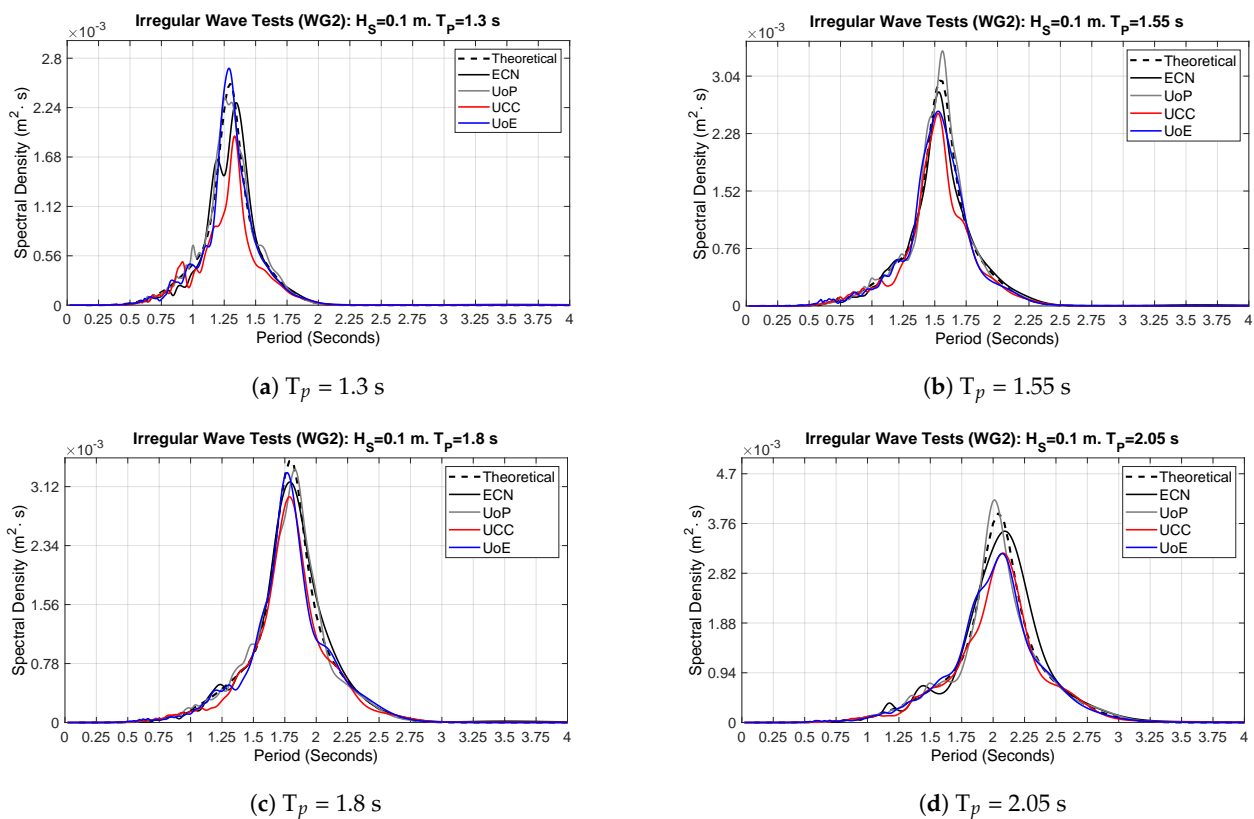 Irregular Wave Tests (WG2): H_S=0.1 m. T_P=1.3 s
×10⁻³
2.8
2.24
1.68
1.12
0.56
0
Spectral Density (m²· s)
Theoretical
ECN
UoP
UCC
UoE
0 0.25 0.5 0.75 1 1.25 1.5 1.75 2 2.25 2.5 2.75 3 3.25 3.5 3.75 4
Period (Seconds)
(a) T_p = 1.3 s
Irregular Wave Tests (WG2): H_S=0.1 m. T_P=1.55 s
×10⁻³
3.04
2.28
1.52
0.76
0
Spectral Density (m²· s)
Theoretical
ECN
UoP
UCC
UoE
0 0.25 0.5 0.75 1 1.25 1.5 1.75 2 2.25 2.5 2.75 3 3.25 3.5 3.75 4
Period (Seconds)
(b) T_p = 1.55 s
Irregular Wave Tests (WG2): H_S=0.1 m. T_P=1.8 s
×10⁻³
3.12
2.34
1.56
0.78
0
Spectral Density (m²· s)
Theoretical
ECN
UoP
UCC
UoE
0 0.25 0.5 0.75 1 1.25 1.5 1.75 2 2.25 2.5 2.75 3 3.25 3.5 3.75 4
Period (Seconds)
(c) T_p = 1.8 s
Irregular Wave Tests (WG2): H_S=0.1 m. T_P=2.05 s
×10⁻³
4.7
3.76
2.82
1.88
0.94
0
Spectral Density (m²· s)
Theoretical
ECN
UoP
UCC
UoE
0 0.25 0.5 0.75 1 1.25 1.5 1.75 2 2.25 2.5 2.75 3 3.25 3.5 3.75 4
Period (Seconds)
(d) T_p = 2.05 s